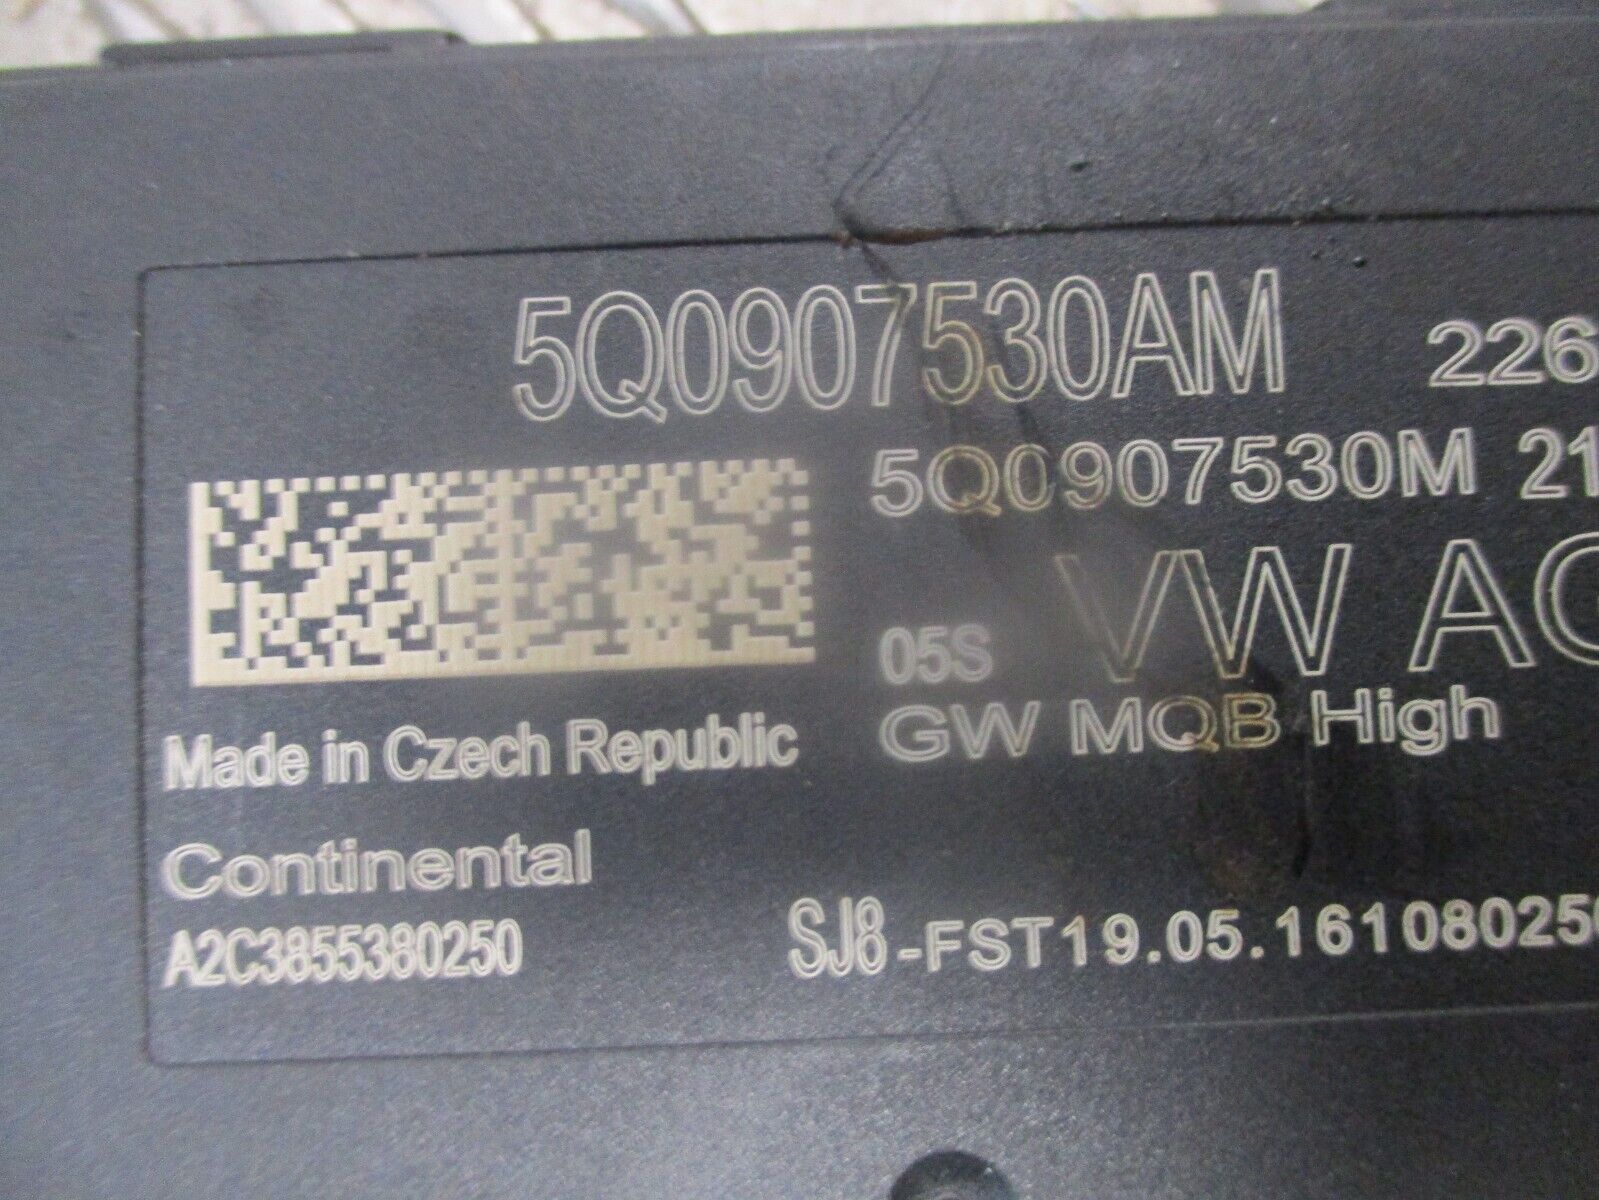 5Q0907530AM 226
5Q0907530M 21
05S VW AG
GW MQB High
Made in Czech Republic
Continental
A2C3855380250
SJ8-FST19.05.161080250